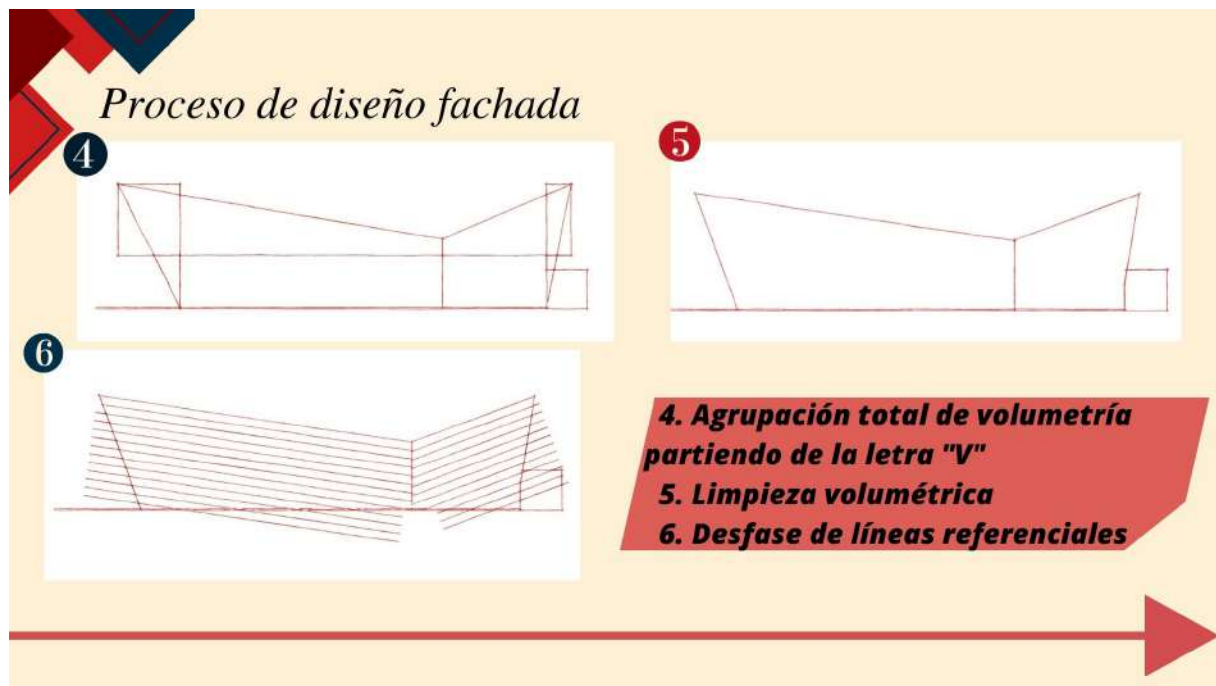 Proceso de diseño fachada
4
5
6
4. Agrupación total de volumetría
partiendo de la letra "V"
5. Limpieza volumétrica
6. Desfase de líneas referenciales